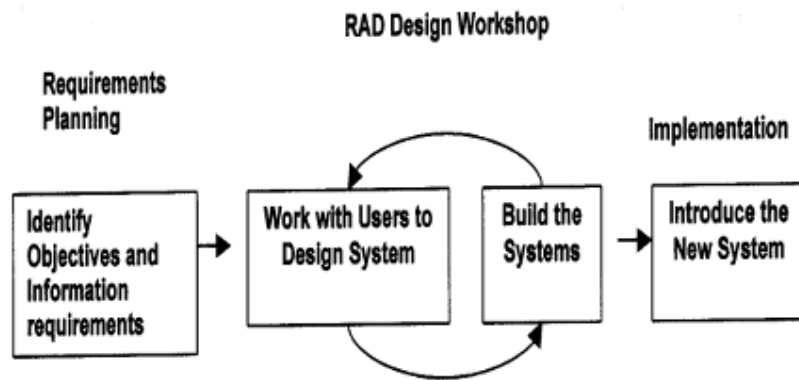 RAD Design Workshop
Requirements
Planning
Implementation
Identify
Objectives and
Information
requirements
Work with Users to
Design System
Build the
Systems
Introduce the
New System